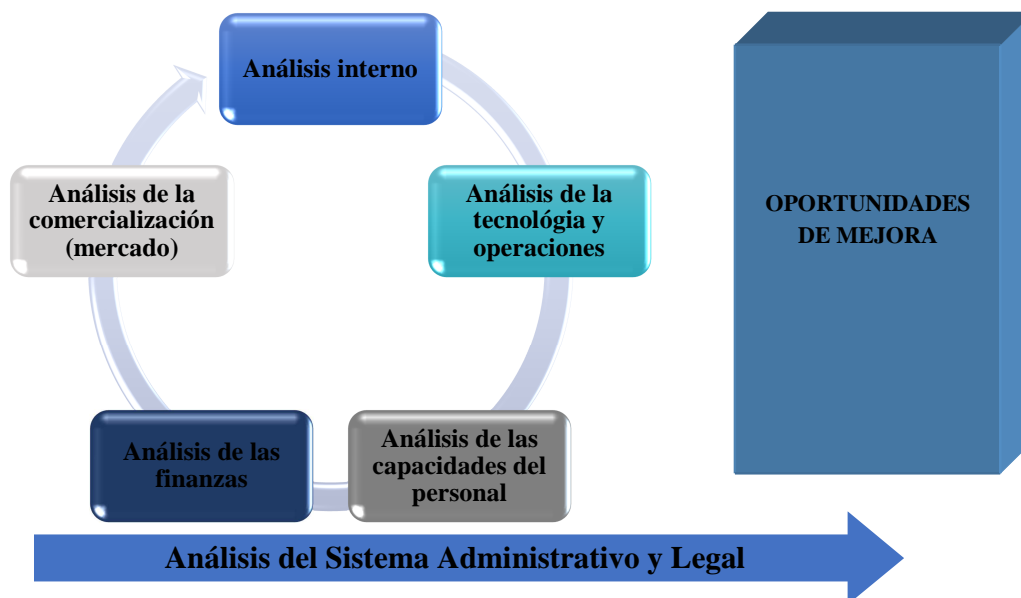 Análisis interno
Análisis de la
tecnológia y
operaciones
Análisis de las
capacidades del
personal
Análisis de las
finanzas
Análisis de la
comercialización
(mercado)
OPORTUNIDADES
DE MEJORA
Análisis del Sistema Administrativo y Legal